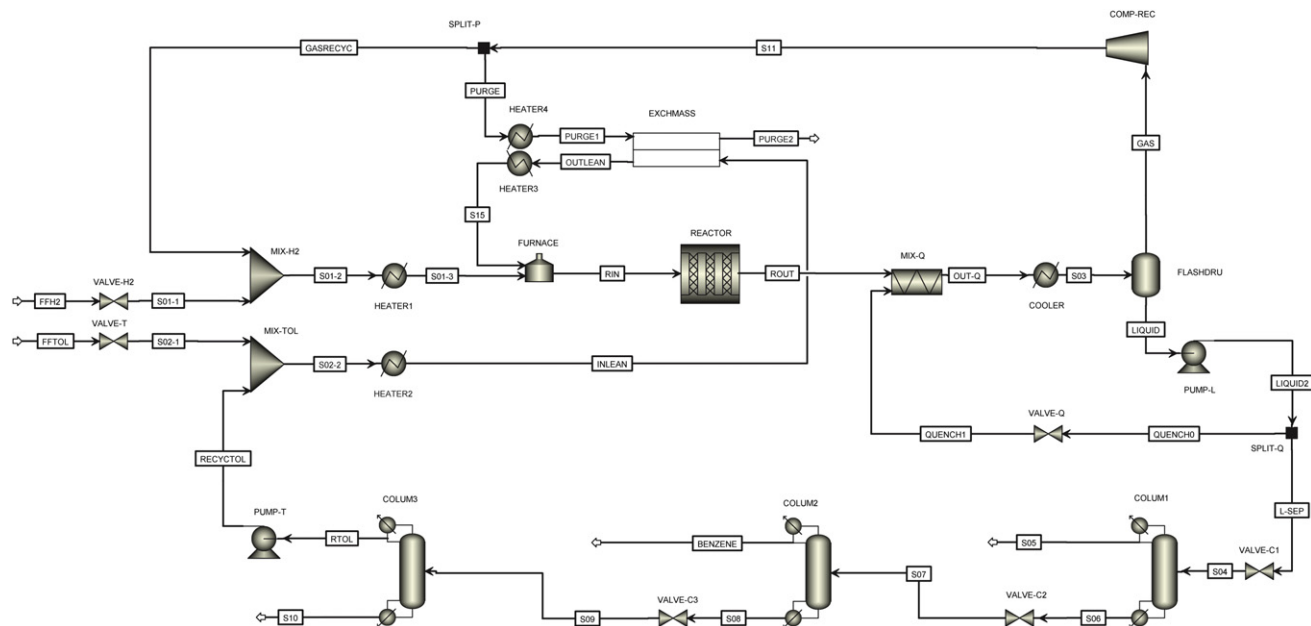 COMP-REC
SPLIT-P
GASRECYC
S11
PURGE
HEATER4
EXCHMASS
PURGE1
PURGE2
GAS
OUTLEAN
HEATER3
S15
FURNACE
REACTOR
MIX-H2
MIX-Q
S01-2
S01-3
RIN
ROUT
OUT-Q
S03
FLASHDRU
VALVE-H2
HEATER1
COOLER
FFH2
S01-1
VALVE-T
LIQUID
FFTOL
S02-1
MIX-TOL
S02-2
INLEAN
HEATER2
PUMP-L
LIQUID2
VALVE-Q
QUENCH1
QUENCH0
SPLIT-Q
RECYCTOL
COLUM3
COLUM2
COLUM1
L-SEP
PUMP-T
RTOL
BENZENE
S05
VALVE-C1
S07
S04
VALVE-C3
VALVE-C2
S10
S09
S08
S06